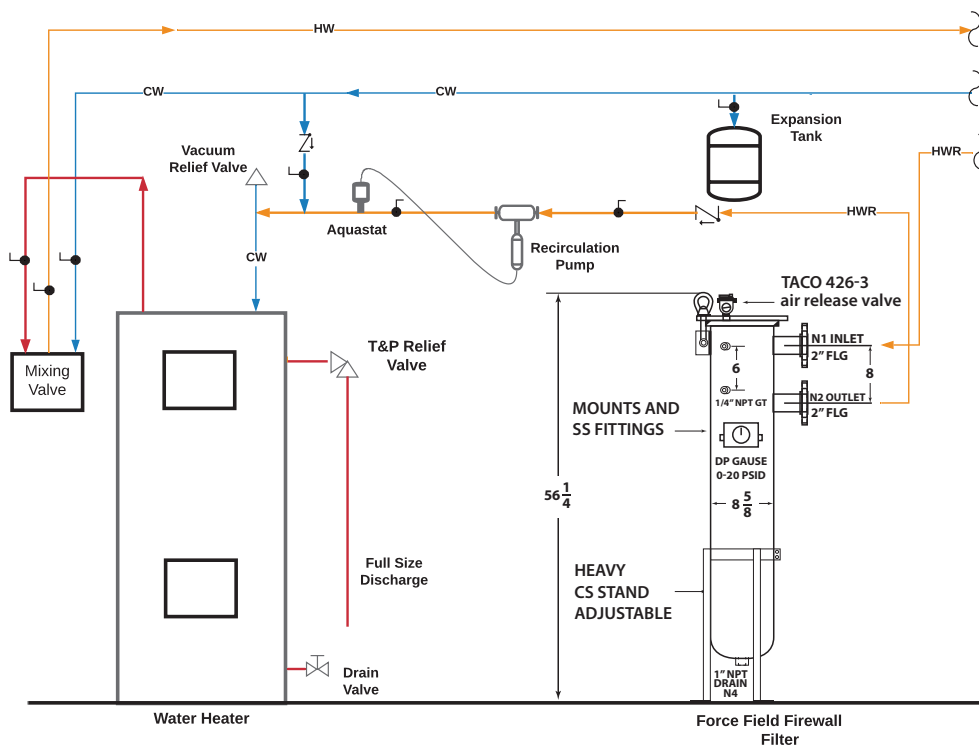 HW
CW
CW
Expansion
Tank
Vacuum
Relief Valve
HWR
HWR
Aquastat
Recirculation
Pump
CW
TACO 426-3
air release valve
N1 INLET
2” FLG
8
6
N2 OUTLET
2” FLG
1/4” NPT GT
T&P Relief
Valve
Mixing
Valve
MOUNTS AND
SS FITTINGS
DP GAUSE
0-20 PSID
56 1/4
8 5/8
Full Size
Discharge
HEAVY
CS STAND
ADJUSTABLE
Drain
Valve
1” NPT
DRAIN
N4
Water Heater
Force Field Firewall
Filter